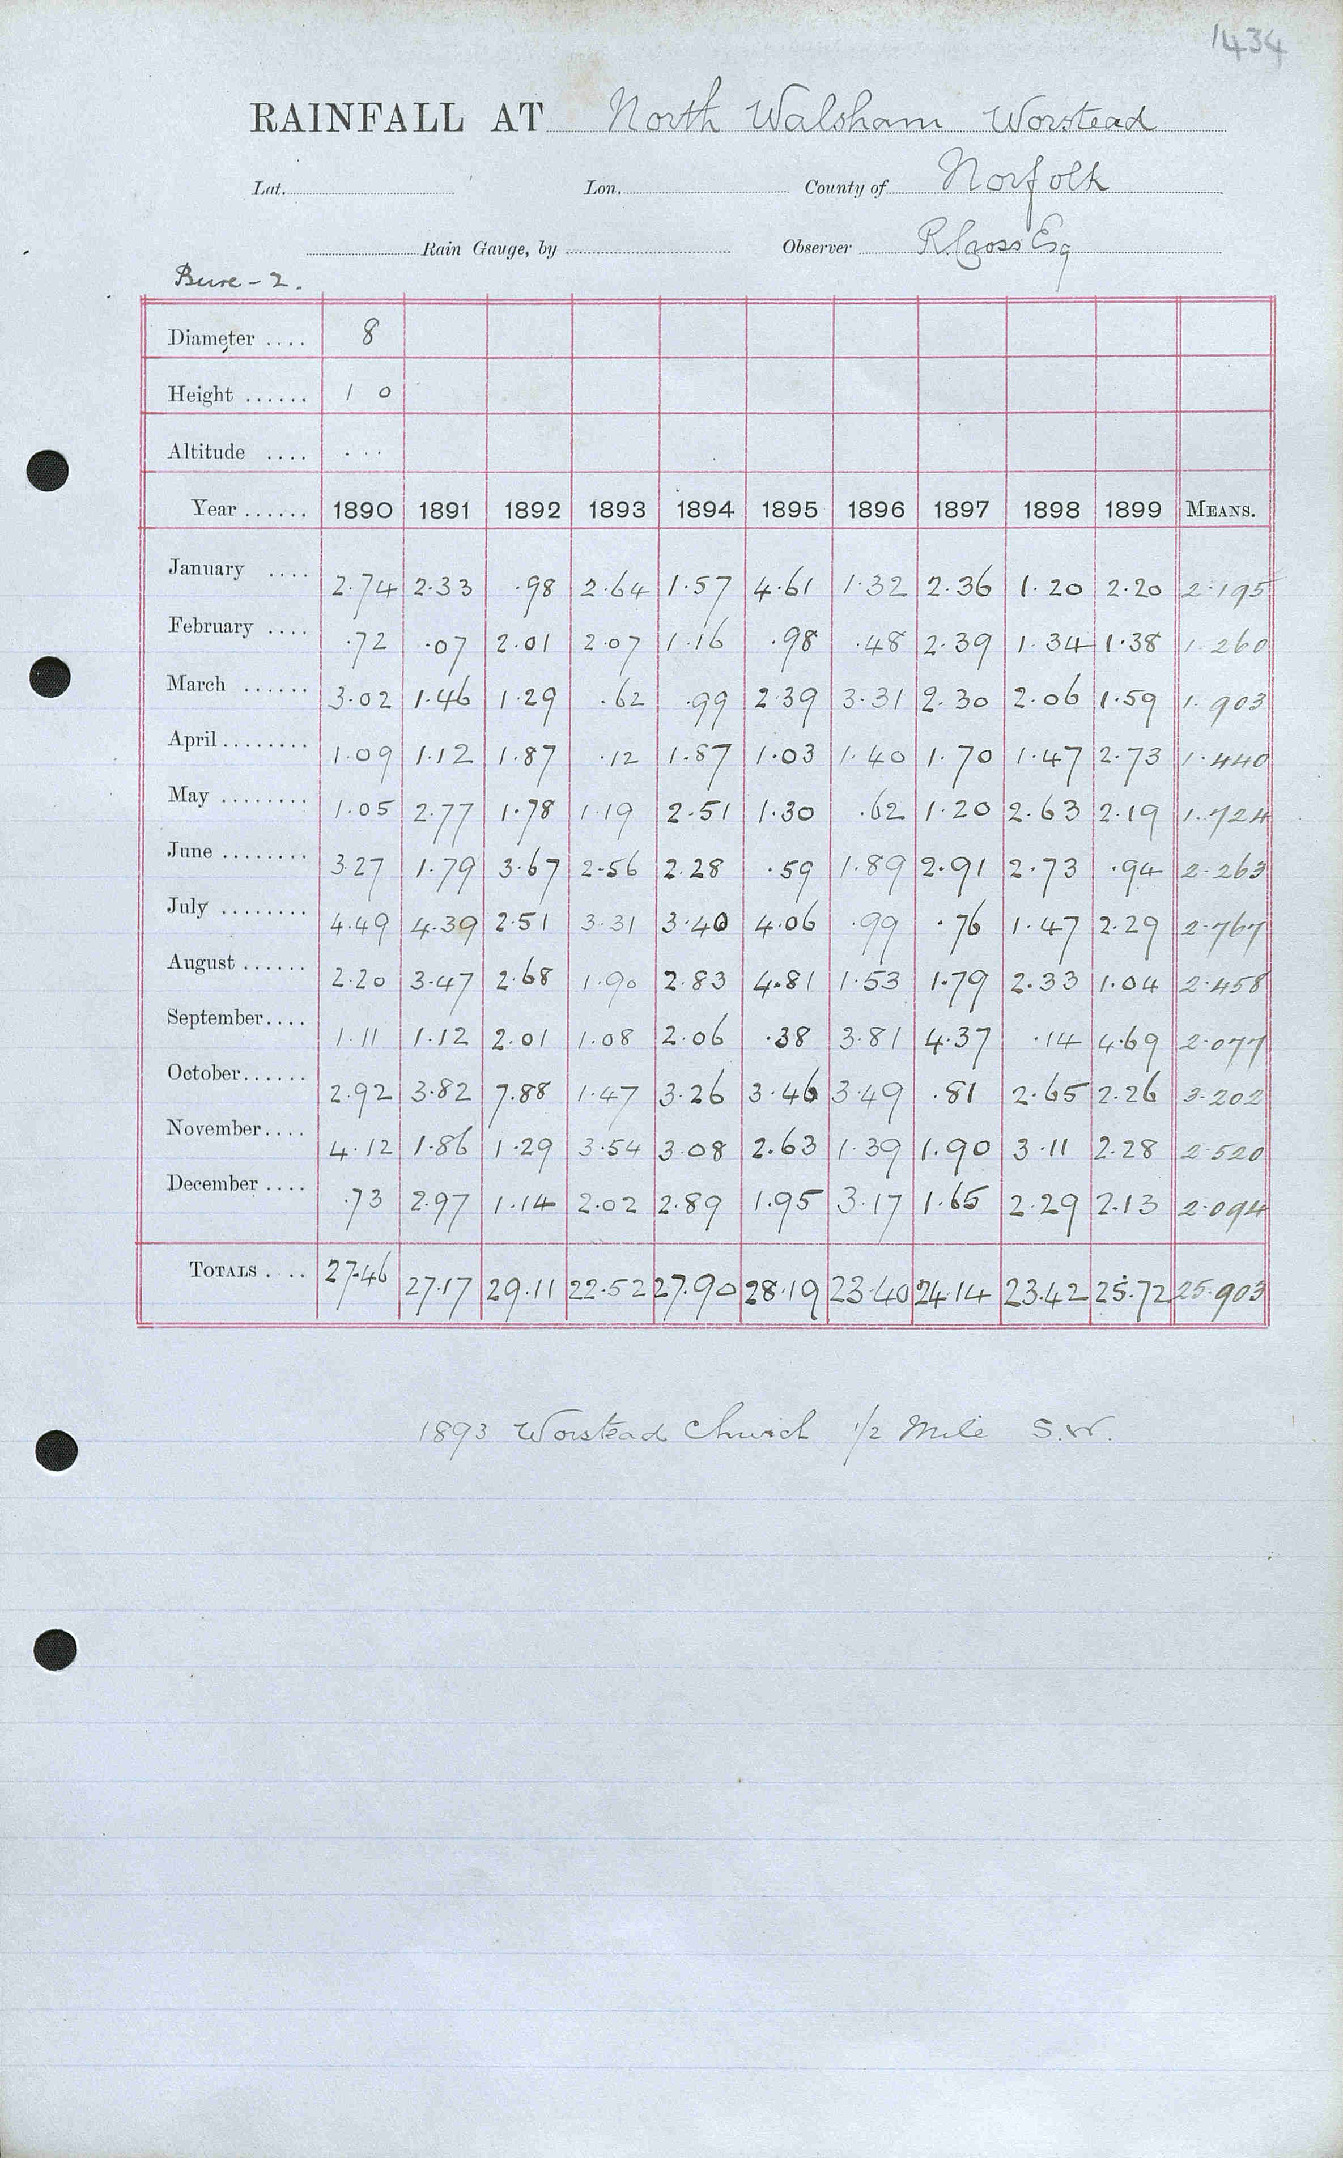 1434
RAINFALL AT North Walsham Worstead
Lat. Lon. County of Norfolk
Rain Gauge, by Observer R. Cross Esq
Bure - 2.
Diameter .... 8
Height ...... 1 0
Altitude .... ...
Year ...... 1890 1891 1892 1893 1894 1895 1896 1897 1898 1899 MEANS.
January .... 2.74 2.33 .98 2.64 1.57 4.61 1.32 2.36 1.20 2.20 2.195
February .... .72 .07 2.01 2.07 1.16 .98 .48 2.39 1.34 1.38 1.260
March ...... 3.02 1.46 1.29 .62 .99 2.39 3.31 2.30 2.06 1.59 1.903
April ........ 1.09 1.12 1.87 .12 1.87 1.03 1.40 1.70 1.47 2.73 1.440
May ........ 1.05 2.77 1.78 1.19 2.51 1.30 .62 1.20 2.63 2.19 1.724
June ........ 3.27 1.79 3.67 2.56 2.28 .59 1.89 2.91 2.73 .94 2.263
July ........ 4.49 4.39 2.51 3.31 3.40 4.06 .99 .76 1.47 2.29 2.767
August ...... 2.20 3.47 2.68 1.90 2.83 4.81 1.53 1.79 2.33 1.04 2.458
September.... 1.11 1.12 2.01 1.08 2.06 .38 3.81 4.37 .14 4.69 2.077
October...... 2.92 3.82 7.88 1.47 3.26 3.46 3.49 .81 2.65 2.26 3.202
November.... 4.12 1.86 1.29 3.54 3.08 2.63 1.39 1.90 3.11 2.28 2.520
December .... .73 2.97 1.14 2.02 2.89 1.95 3.17 1.65 2.29 2.13 2.094
TOTALS .... 27.46 27.17 29.11 22.52 27.90 28.19 23.40 24.14 23.42 25.72 25.903
1893 Worstead Church 1/2 Mile S.W.